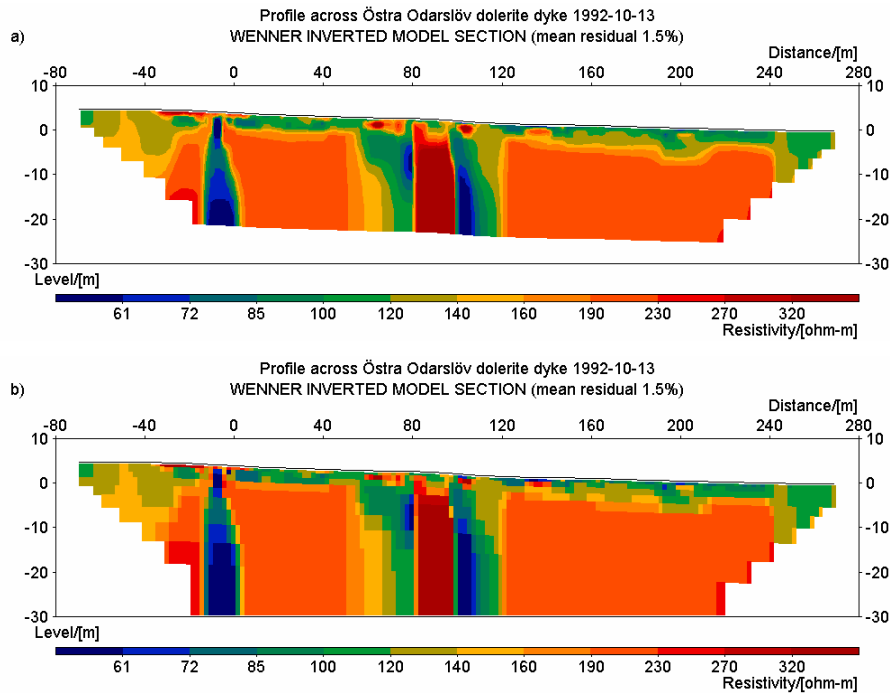 Profile across Östra Odarslöv dolerite dyke 1992-10-13
a) WENNER INVERTED MODEL SECTION (mean residual 1.5%)
Distance/[m]
-80 -40 0 40 80 120 160 200 240 280
10 10
0 0
-10 -10
-20 -20
-30 -30
Level/[m]
61 72 85 100 120 140 160 190 230 270 320
Resistivity/[ohm-m]
Profile across Östra Odarslöv dolerite dyke 1992-10-13
b) WENNER INVERTED MODEL SECTION (mean residual 1.5%)
Distance/[m]
-80 -40 0 40 80 120 160 200 240 280
10 10
0 0
-10 -10
-20 -20
-30 -30
Level/[m]
61 72 85 100 120 140 160 190 230 270 320
Resistivity/[ohm-m]